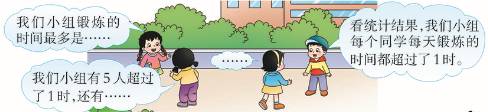 我们小组锻炼的
时间最多是……
我们小组有5人超过
了1时,还有……
……
看统计结果,我们小组
每个同学每天锻炼的
时间都超过了1时。